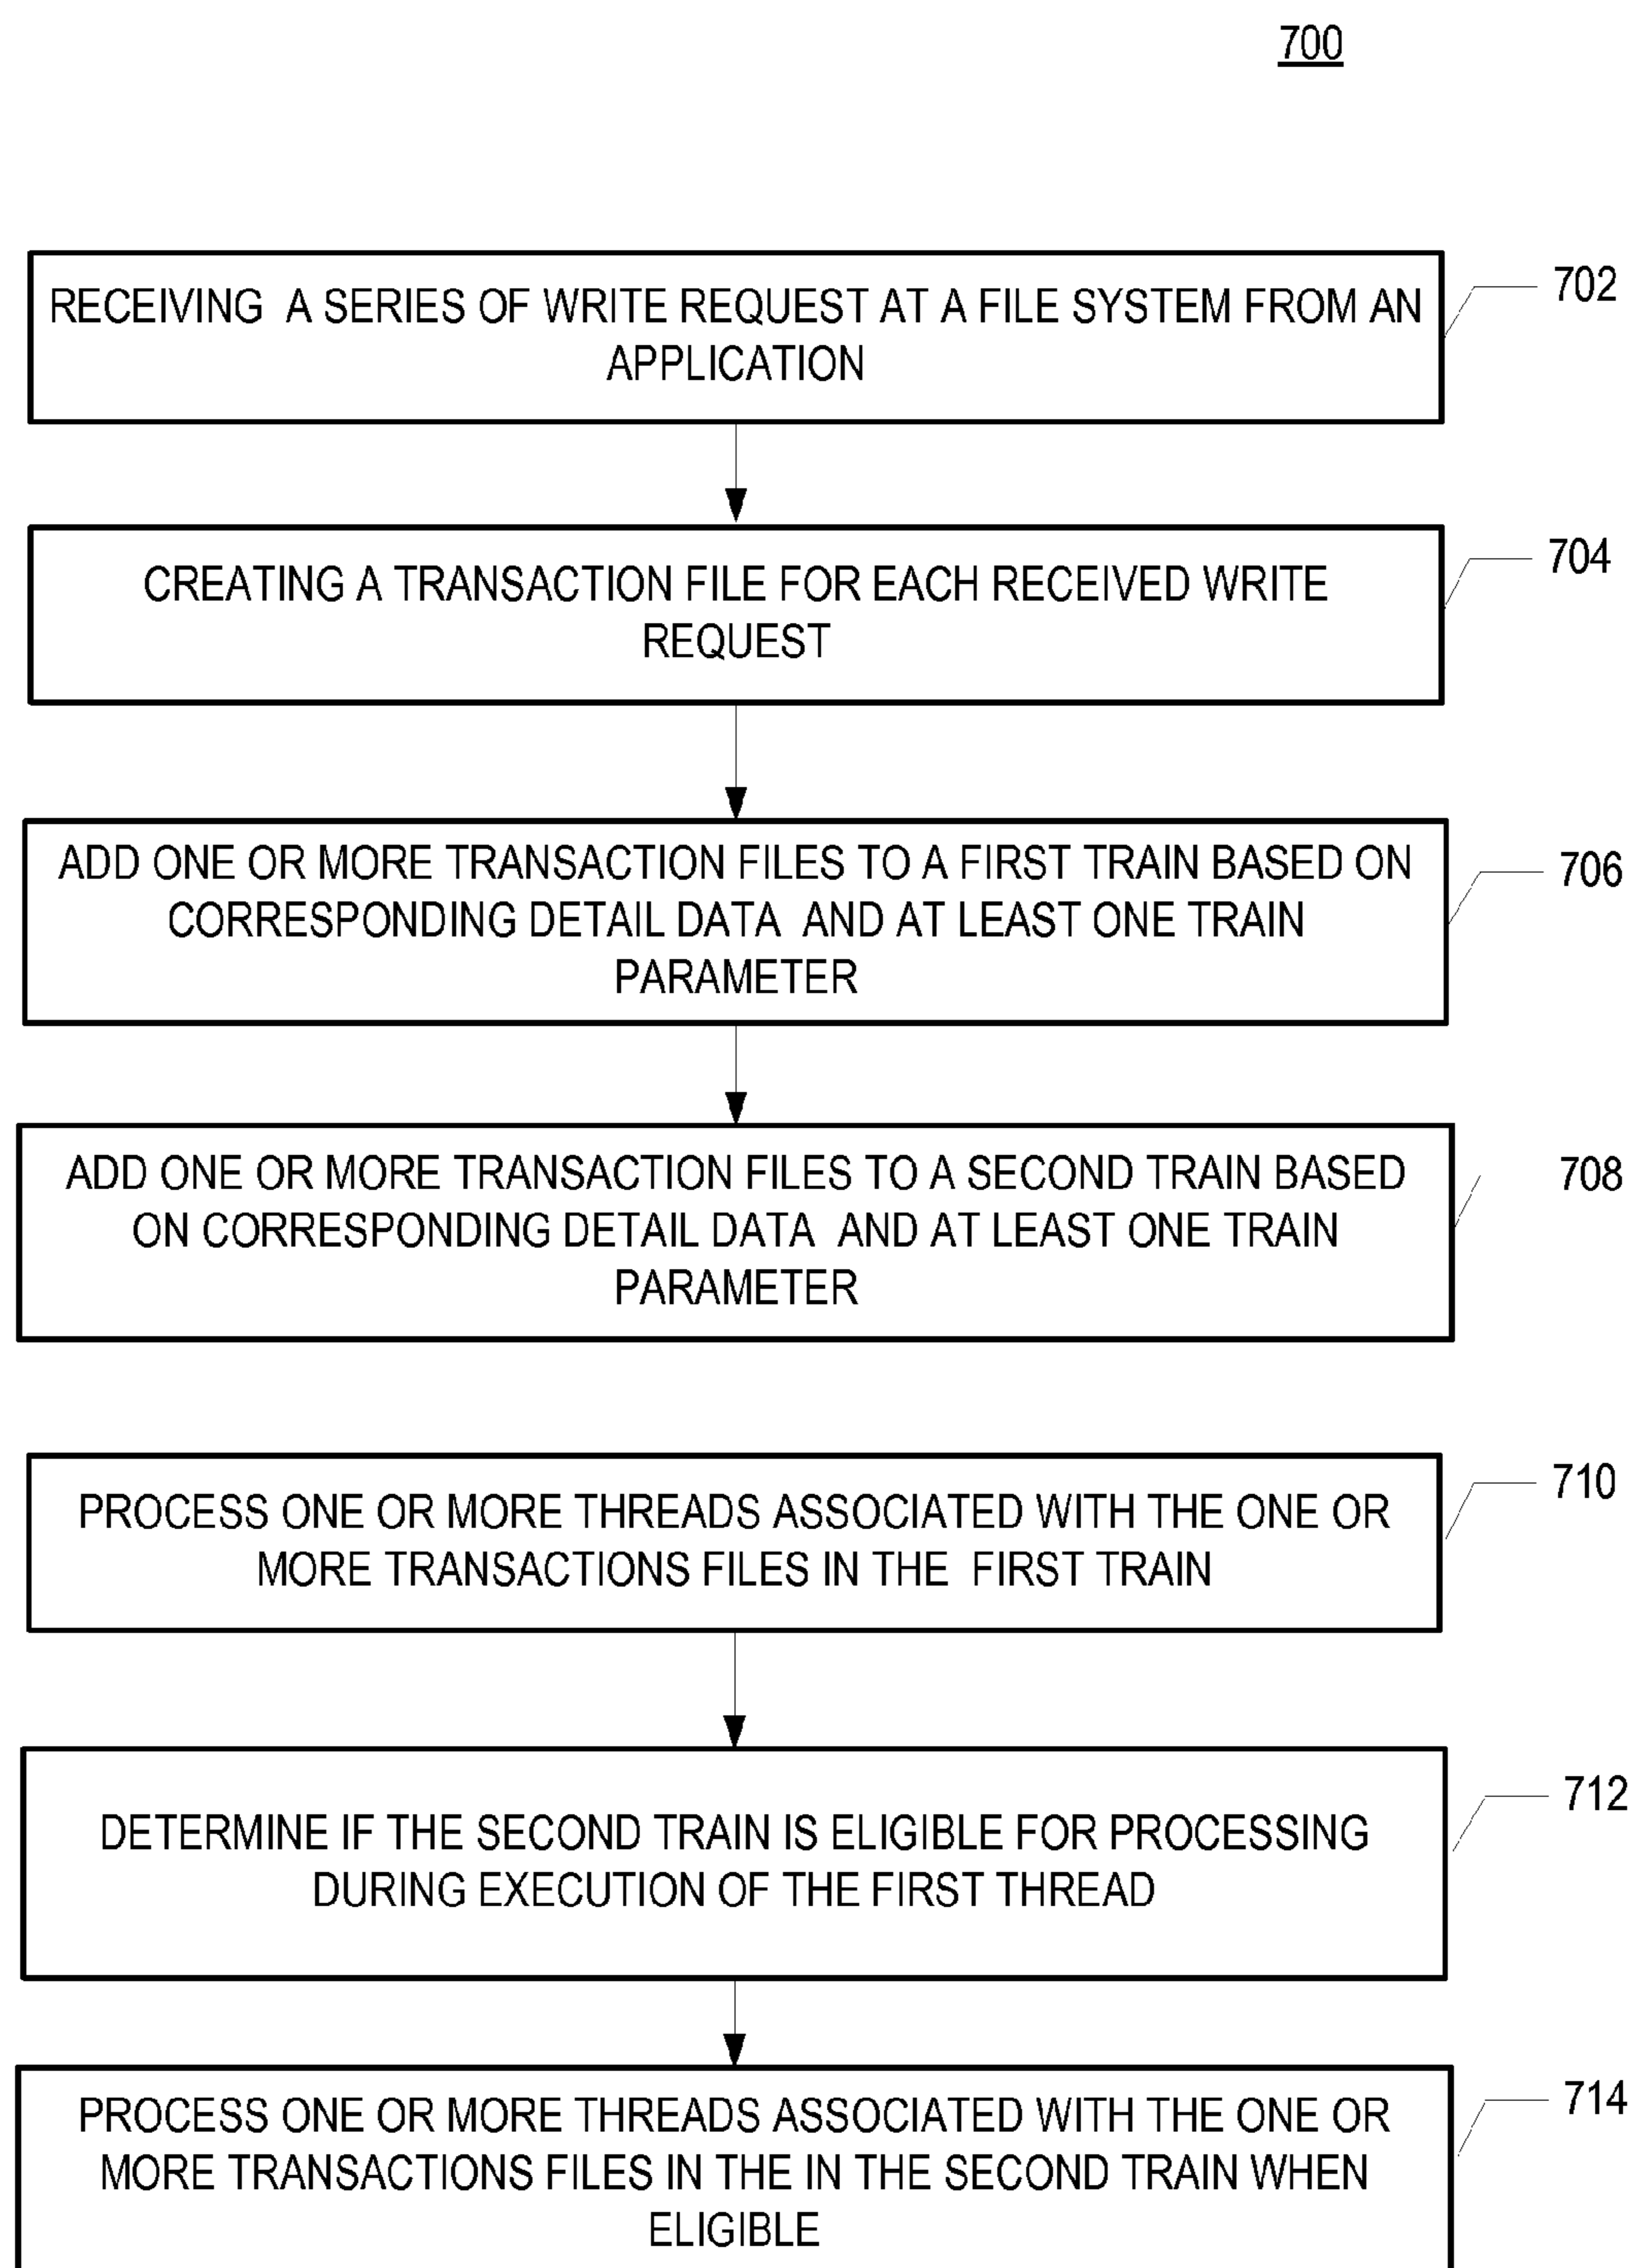 700
RECEIVING A SERIES OF WRITE REQUEST AT A FILE SYSTEM FROM AN
APPLICATION
702
CREATING A TRANSACTION FILE FOR EACH RECEIVED WRITE
REQUEST
704
ADD ONE OR MORE TRANSACTION FILES TO A FIRST TRAIN BASED ON
CORRESPONDING DETAIL DATA AND AT LEAST ONE TRAIN
PARAMETER
706
ADD ONE OR MORE TRANSACTION FILES TO A SECOND TRAIN BASED
ON CORRESPONDING DETAIL DATA AND AT LEAST ONE TRAIN
PARAMETER
708
PROCESS ONE OR MORE THREADS ASSOCIATED WITH THE ONE OR
MORE TRANSACTIONS FILES IN THE FIRST TRAIN
710
DETERMINE IF THE SECOND TRAIN IS ELIGIBLE FOR PROCESSING
DURING EXECUTION OF THE FIRST THREAD
712
PROCESS ONE OR MORE THREADS ASSOCIATED WITH THE ONE OR
MORE TRANSACTIONS FILES IN THE IN THE SECOND TRAIN WHEN
ELIGIBLE
714